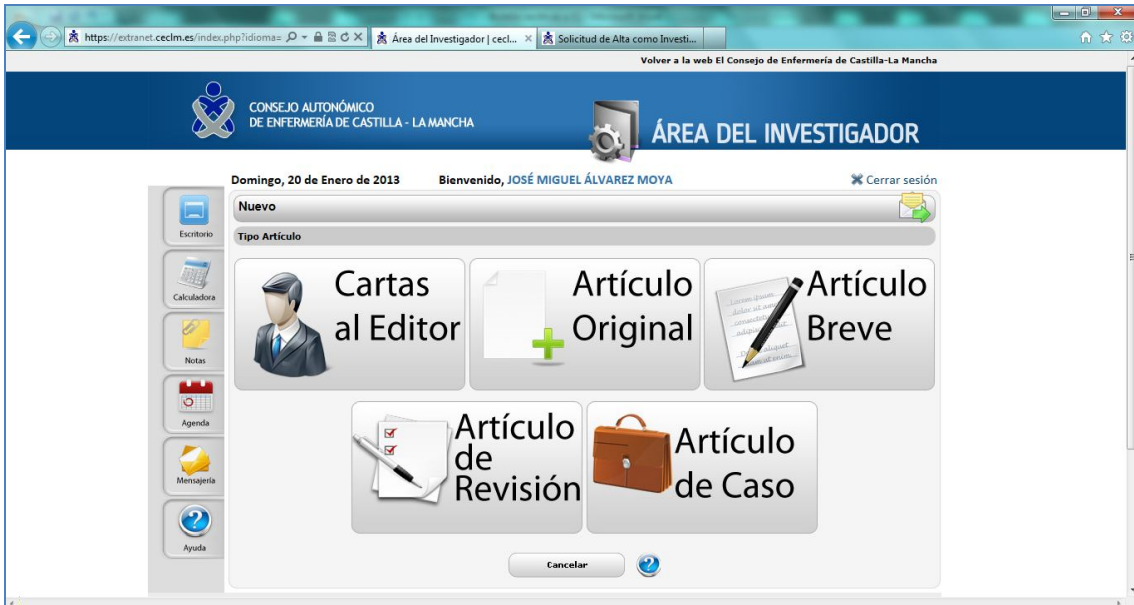 https://extranet.ceclm.es/index.php?idioma=
Área del Investigador | cecl...
Solicitud de Alta como Investi...
Volver a la web El Consejo de Enfermería de Castilla-La Mancha
CONSEJO AUTONÓMICO
DE ENFERMERÍA DE CASTILLA - LA MANCHA
ÁREA DEL INVESTIGADOR
Domingo, 20 de Enero de 2013
Bienvenido, JOSÉ MIGUEL ÁLVAREZ MOYA
Cerrar sesión
Nuevo
Tipo Artículo
Escritorio
Calculadora
Notas
Agenda
Mensajería
Ayuda
Cartas
al Editor
Artículo
Original
Artículo
Breve
Artículo
de
Revisión
Artículo
de Caso
Cancelar